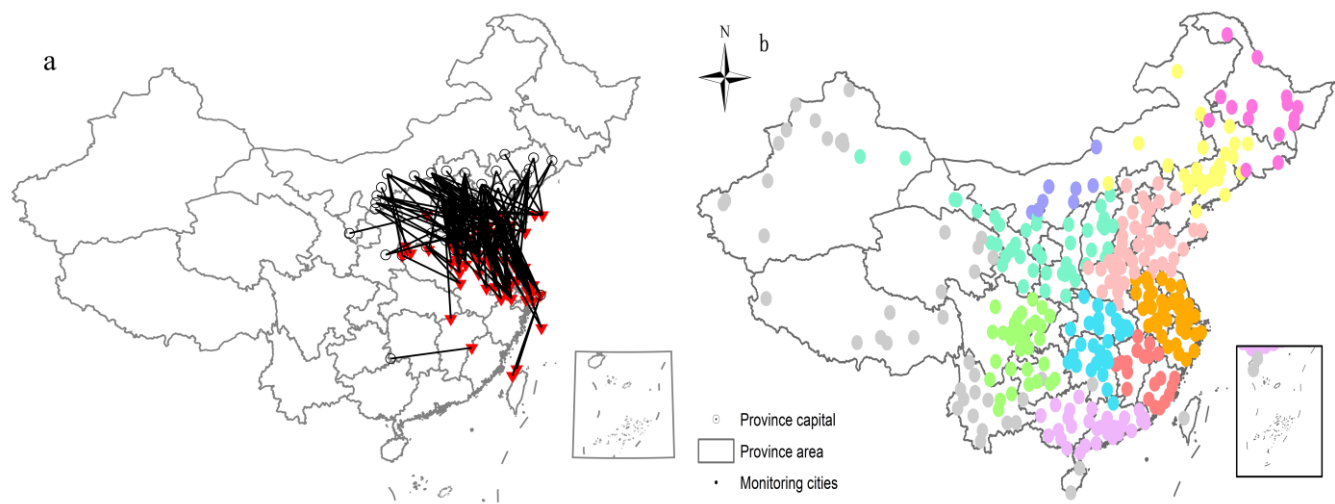 a
N
b
Province capital
Province area
Monitoring cities